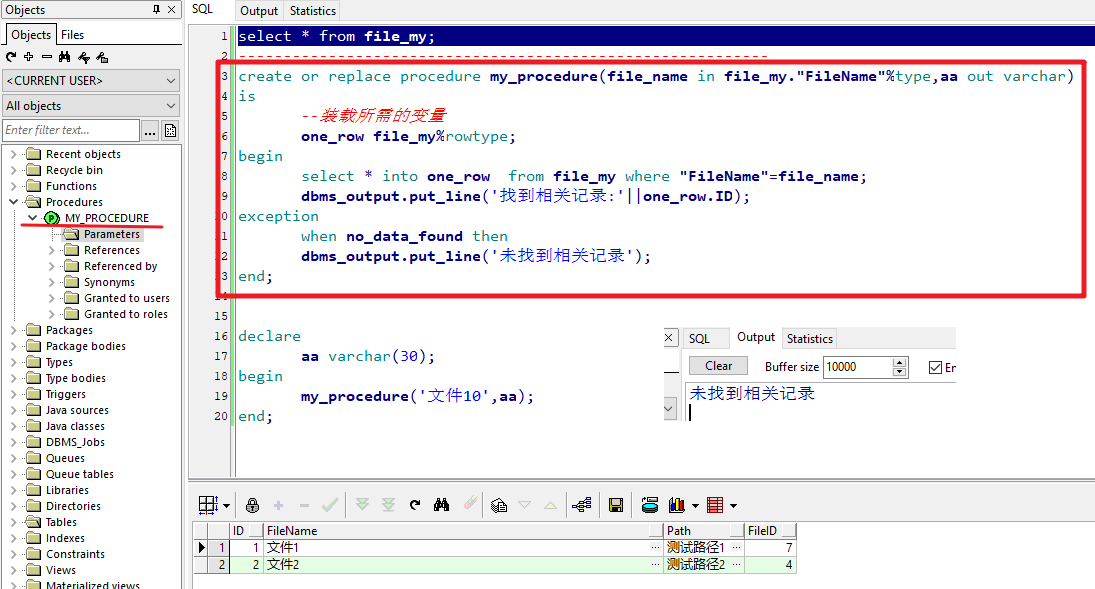 Objects
Objects Files
<CURRENT USER>
All objects
Enter filter text...
...
Recent objects
Recycle bin
Functions
Procedures
MY_PROCEDURE
Parameters
References
Referenced by
Synonyms
Granted to users
Granted to roles
Packages
Package bodies
Types
Type bodies
Triggers
Java sources
Java classes
DBMS_Jobs
Queues
Queue tables
Libraries
Directories
Tables
Indexes
Constraints
Views
Materialized views
SQL Output Statistics
1 select * from file_my;
2 --------------------------------------------------------
3 create or replace procedure my_procedure(file_name in file_my."FileName"%type,aa out varchar)
4 is
5 --装载所需的变量
6 one_row file_my%rowtype;
7 begin
8 select * into one_row from file_my where "FileName"=file_name;
9 dbms_output.put_line('找到相关记录:'||one_row.ID);
0 exception
1 when no_data_found then
2 dbms_output.put_line('未找到相关记录');
3 end;
14
15
16 declare
17 aa varchar(30);
18 begin
19 my_procedure('文件10',aa);
20 end;
SQL Output Statistics
Clear Buffer size 10000 En
未找到相关记录
ID FileName Path FileID
1 1 文件1 ... 测试路径1 ... 7
2 2 文件2 ... 测试路径2 ... 4